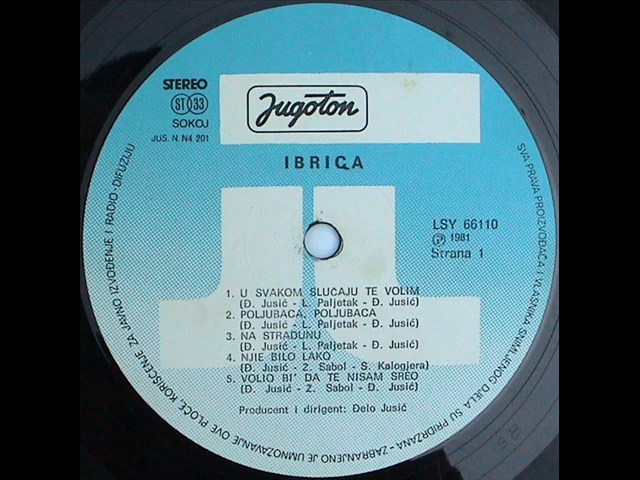 STEREO
ST 33
SOKOJ
JUS. N. N4 201
Jugoton
IBRICA
LSY 66110
Ⓟ 1981
Strana 1
1. U SVAKOM SLUČAJU TE VOLIM
(Đ. Jusić - L. Paljetak - Đ. Jusić)
2. POLJUBACA, POLJUBACA
(Đ. Jusić - L. Paljetak - Đ. Jusić)
3. NA STRADUNU
(Đ. Jusić - L. Paljetak - Đ. Jusić)
4. NJIE BILO LAKO
(Đ. Jusić - Ž. Sabol - S. Kalogjera)
5. VOLIO BI' DA TE NISAM SREO
(Đ. Jusić - Ž. Sabol - Đ. Jusić)
Producent i dirigent: Đelo Jusić
SVA PRAVA PROIZVOĐAČA I VLASNIKA SNIMLJENOG DJELA SU PRIDRŽANA - ZABRANJENO JE UMNOŽAVANJE OVE PLOČE, KORIŠĆENJE ZA JAVNO IZVOĐENJE I RADIO-DIFUZIJU